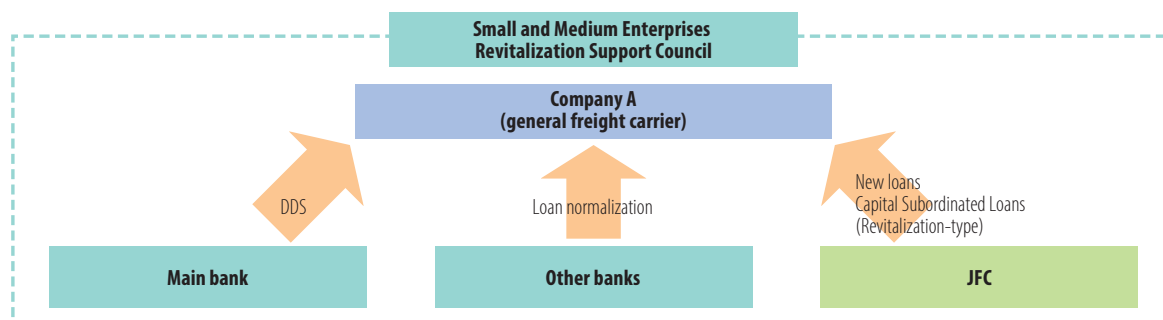 Small and Medium Enterprises
Revitalization Support Council
Company A
(general freight carrier)
DDS
Loan normalization
New loans
Capital Subordinated Loans
(Revitalization-type)
Main bank
Other banks
JFC